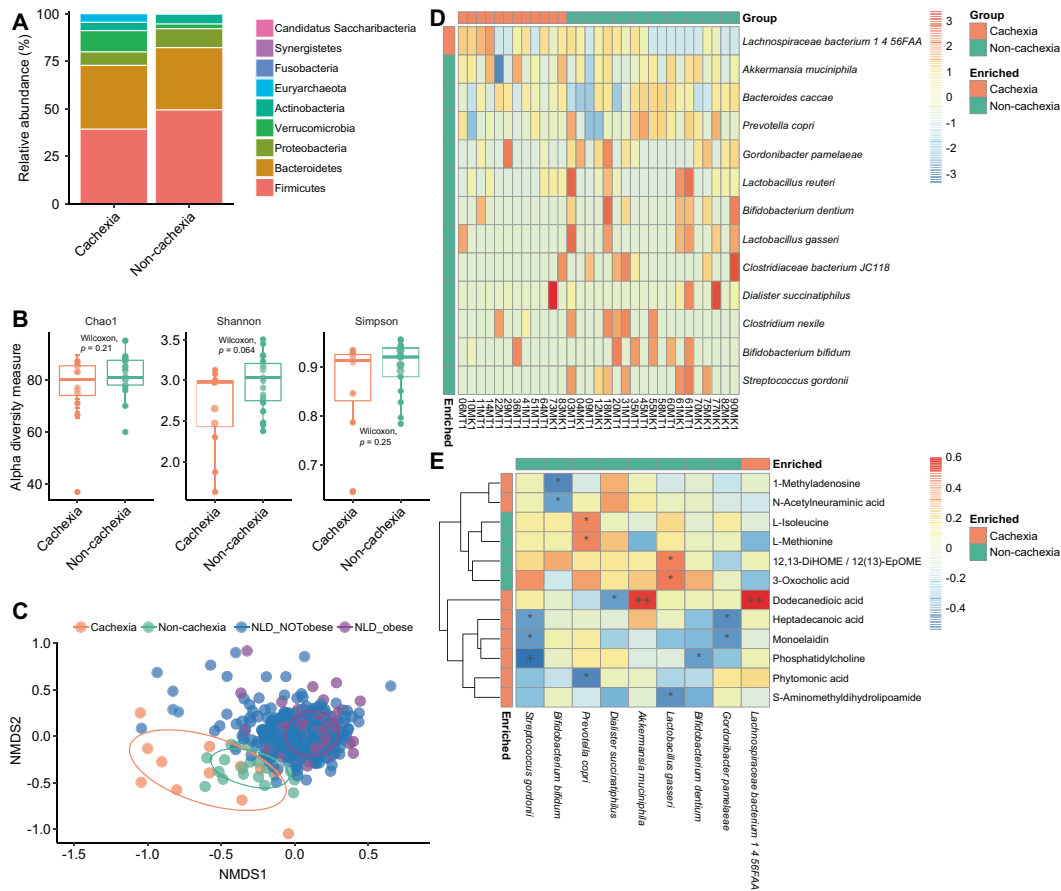 A
Relative abundance (%)
100
75
50
25
0
Cachexia
Non-cachexia
Candidatus Saccharibacteria
Synergistetes
Fusobacteria
Euryarchaeota
Actinobacteria
Verrucomicrobia
Proteobacteria
Bacteroidetes
Firmicutes
B
Alpha diversity measure
Chao1
Wilcoxon,
p = 0.21
80
60
40
Cachexia
Non-cachexia
Shannon
Wilcoxon,
p = 0.064
3.5
3.0
2.5
2.0
Cachexia
Non-cachexia
Simpson
Wilcoxon,
p = 0.25
0.9
0.8
0.7
Cachexia
Non-cachexia
C
Cachexia
Non-cachexia
NLD_NOTobese
NLD_obese
NMDS2
1.0
0.5
0.0
-0.5
-1.0
-1.5
-1.0
-0.5
0.0
0.5
NMDS1
D
Group
Lachnospiraceae bacterium 1 4 56FAA
Akkermansia muciniphila
Bacteroides caccae
Prevotella copri
Gordonibacter pamelaeae
Lactobacillus reuteri
Bifidobacterium dentium
Lactobacillus gasseri
Clostridiaceae bacterium JC118
Dialister succinatiphilus
Clostridium nexile
Bifidobacterium bifidum
Streptococcus gordonii
Enriched
3
2
1
0
-1
-2
-3
Group
Cachexia
Non-cachexia
Enriched
Cachexia
Non-cachexia
E
Enriched
1-Methyladenosine
N-Acetylneuraminic acid
L-Isoleucine
L-Methionine
12,13-DiHOME / 12(13)-EpOME
3-Oxocholic acid
Dodecanedioic acid
Heptadecanoic acid
Monoelaidin
Phosphatidylcholine
Phytomonic acid
S-Aminomethyldihydrolipoamide
Enriched
Streptococcus gordonii
Bifidobacterium bifidum
Prevotella copri
Dialister succinatiphilus
Akkermansia muciniphila
Lactobacillus gasseri
Bifidobacterium dentium
Gordonibacter pamelaeae
Lachnospiraceae bacterium 1 4 56FAA
0.6
0.4
0.2
0
-0.2
-0.4
Enriched
Cachexia
Non-cachexia